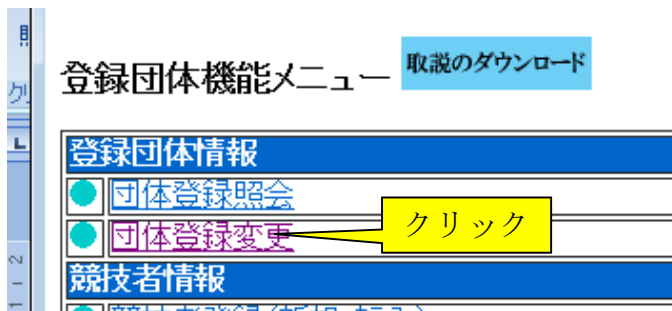 登録団体機能メニュー
取説のダウンロード
登録団体情報
団体登録照会
団体登録変更
クリック
競技者情報